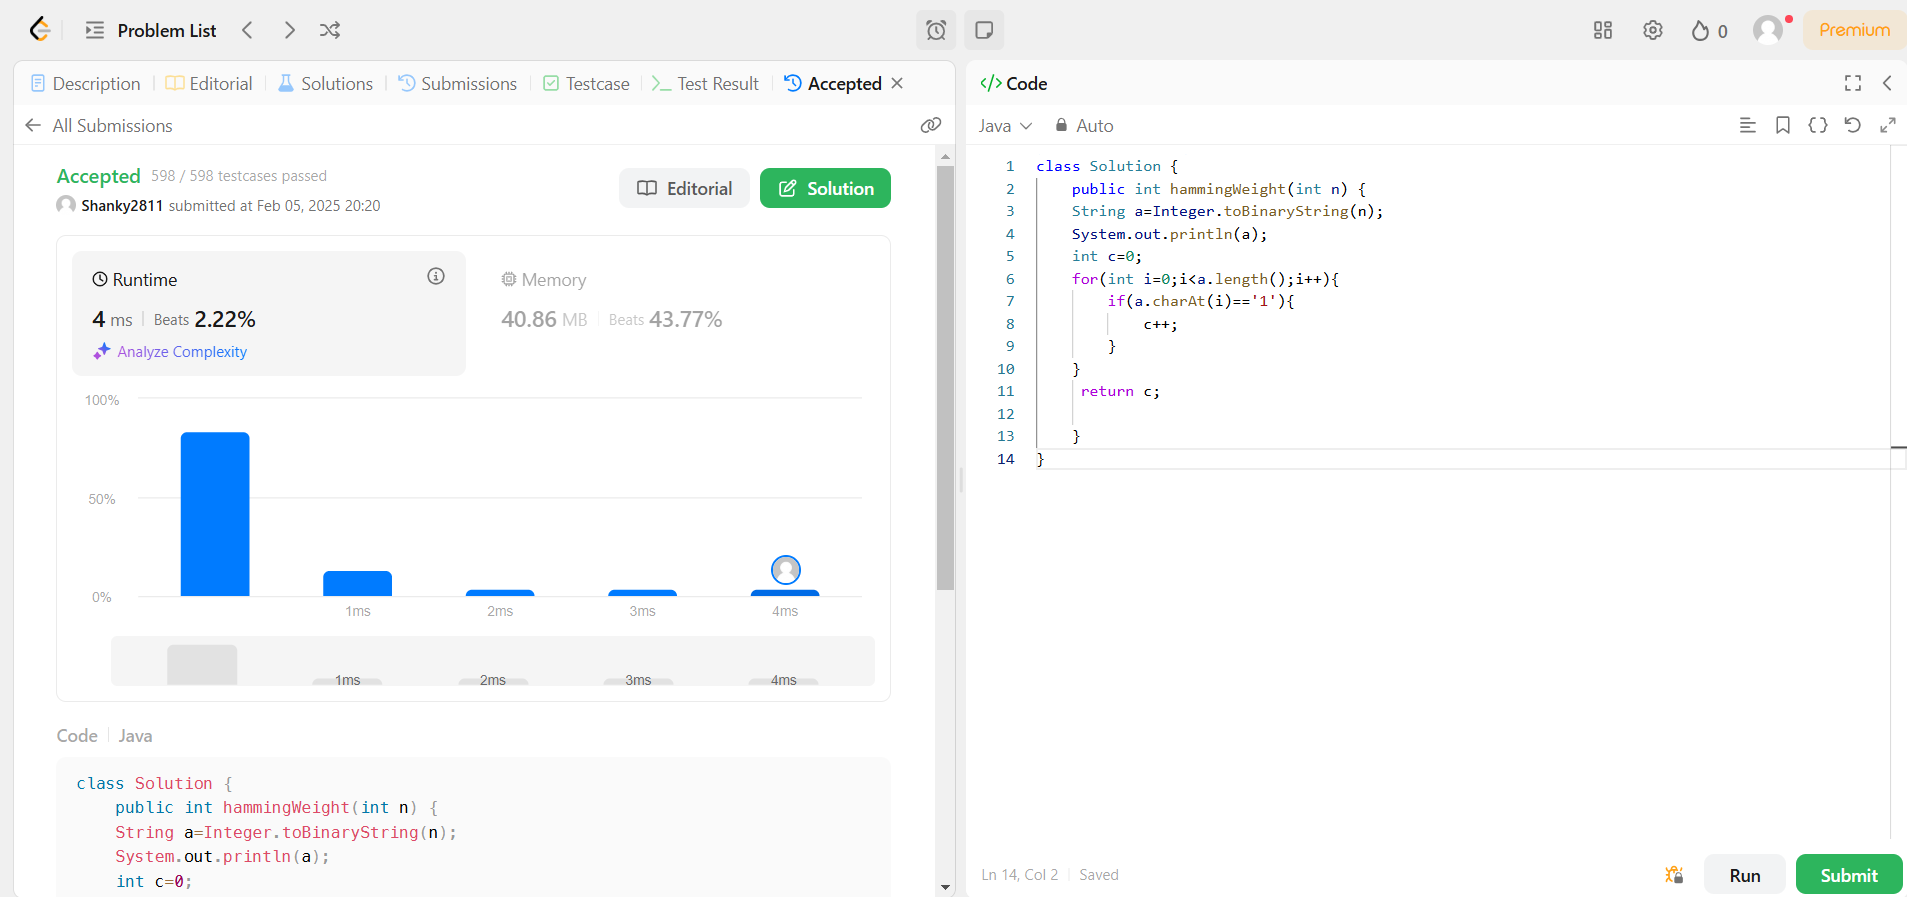 Problem List
0
Premium
Description
Editorial
Solutions
Submissions
Testcase
Test Result
Accepted
All Submissions
Accepted 598 / 598 testcases passed
Shanky2811 submitted at Feb 05, 2025 20:20
Editorial
Solution
Runtime
4 ms Beats 2.22%
Analyze Complexity
Memory
40.86 MB Beats 43.77%
100%
50%
0%
1ms 2ms 3ms 4ms
1ms 2ms 3ms 4ms
Code Java
class Solution {
    public int hammingWeight(int n) {
    String a=Integer.toBinaryString(n);
    System.out.println(a);
    int c=0;
</> Code
Java Auto
1 class Solution {
2     public int hammingWeight(int n) {
3     String a=Integer.toBinaryString(n);
4     System.out.println(a);
5     int c=0;
6     for(int i=0;i<a.length();i++){
7         if(a.charAt(i)=='1'){
8             c++;
9         }
10     }
11      return c;
12
13     }
14 }
Ln 14, Col 2 Saved
Run
Submit